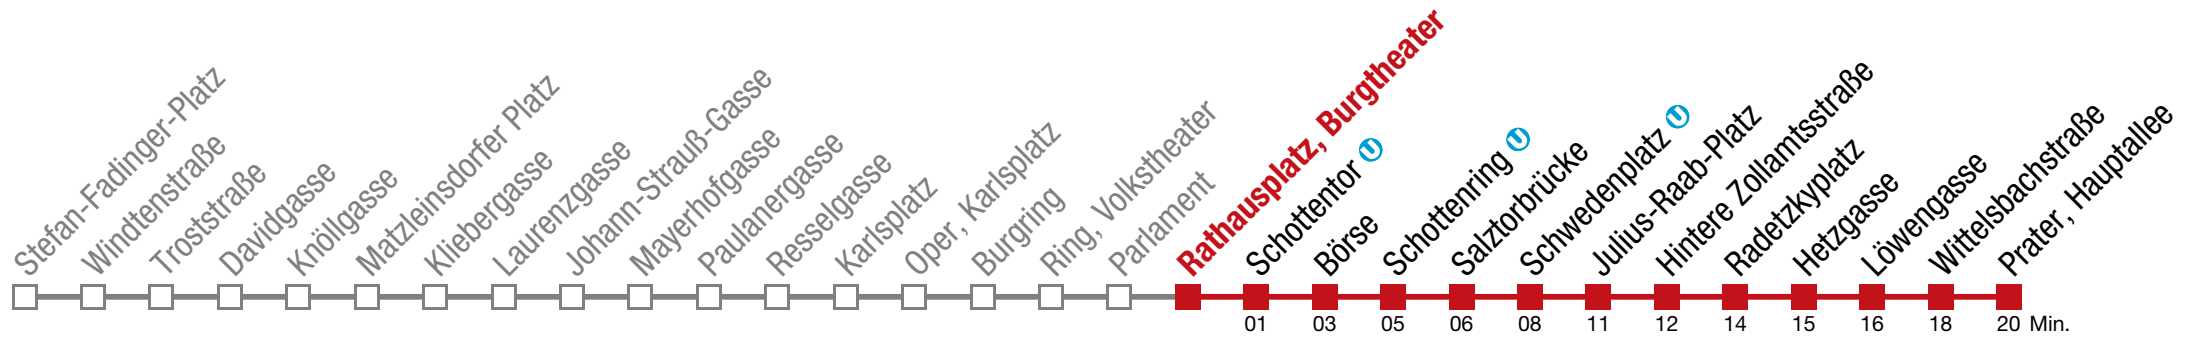 Stefan-Fadinger-Platz
Windtenstraße
Troststraße
Davidgasse
Knöllgasse
Matzleinsdorfer Platz
Kliebergasse
Laurenzgasse
Johann-Strauß-Gasse
Mayerhofgasse
Paulanergasse
Resselgasse
Karlsplatz
Oper, Karlsplatz
Burgring
Ring, Volkstheater
Parlament
Rathausplatz, Burgtheater
Schottentor U
Börse
Schottenring U
Salztorbrücke
Schwedenplatz U
Julius-Raab-Platz
Hintere Zollamtsstraße
Radetzkyplatz
Hetzgasse
Löwengasse
Wittelsbachstraße
Prater, Hauptallee
01 03 05 06 08 11 12 14 15 16 18 20 Min.